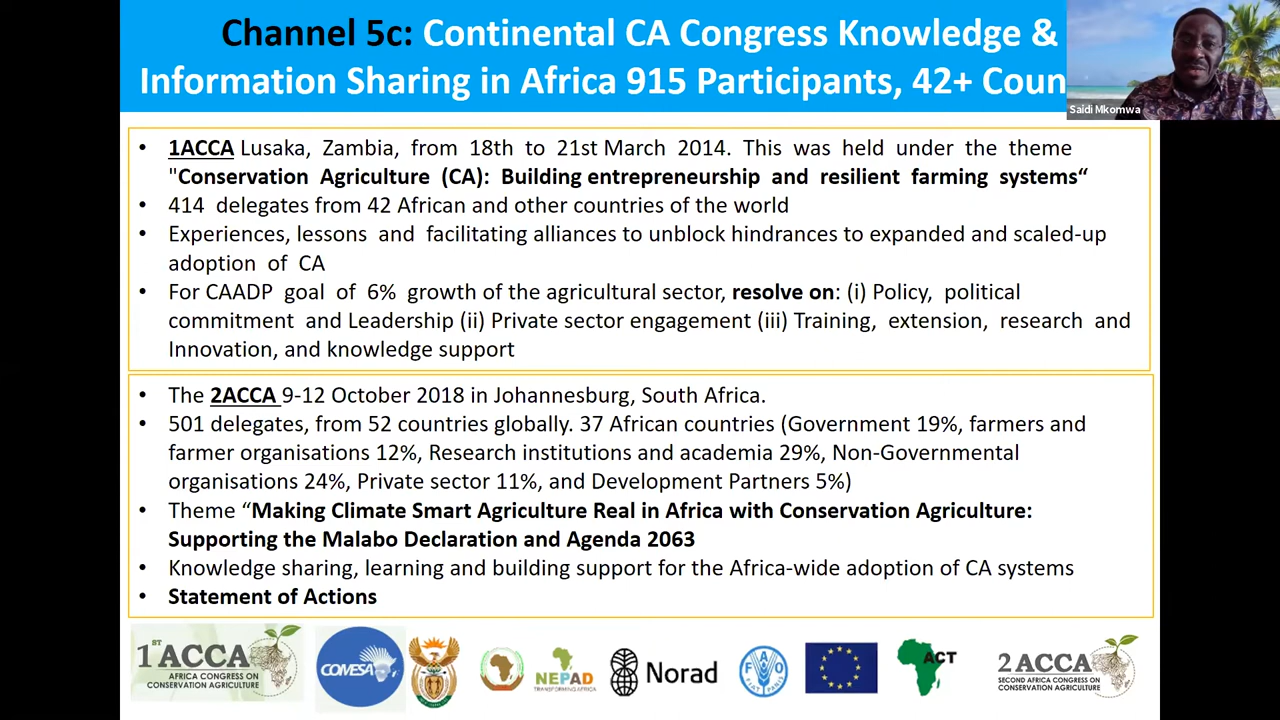 Channel 5c: Continental CA Congress Knowledge &
Information Sharing in Africa 915 Participants, 42+ Coun
Saidi Mkomwa
• 1ACCA Lusaka, Zambia, from 18th to 21st March 2014. This was held under the theme
"Conservation Agriculture (CA): Building entrepreneurship and resilient farming systems“
• 414 delegates from 42 African and other countries of the world
• Experiences, lessons and facilitating alliances to unblock hindrances to expanded and scaled-up
adoption of CA
• For CAADP goal of 6% growth of the agricultural sector, resolve on: (i) Policy, political
commitment and Leadership (ii) Private sector engagement (iii) Training, extension, research and
Innovation, and knowledge support
• The 2ACCA 9-12 October 2018 in Johannesburg, South Africa.
• 501 delegates, from 52 countries globally. 37 African countries (Government 19%, farmers and
farmer organisations 12%, Research institutions and academia 29%, Non-Governmental
organisations 24%, Private sector 11%, and Development Partners 5%)
• Theme “Making Climate Smart Agriculture Real in Africa with Conservation Agriculture:
Supporting the Malabo Declaration and Agenda 2063
• Knowledge sharing, learning and building support for the Africa-wide adoption of CA systems
• Statement of Actions
1ST ACCA
AFRICA CONGRESS ON
CONSERVATION AGRICULTURE
COMESA
NEPAD
TRANSFORMING AFRICA
Norad
FAO
FIAT PANIS
ACT
2 ACCA
SECOND AFRICA CONGRESS ON
CONSERVATION AGRICULTURE